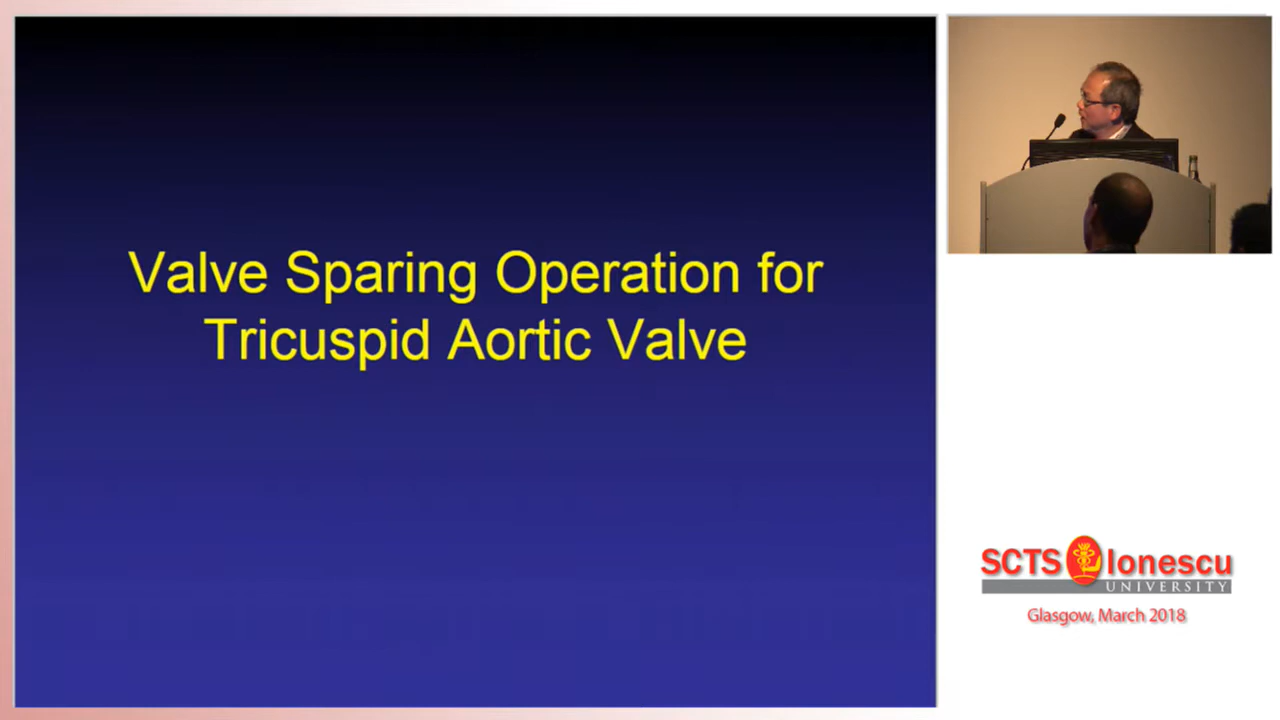 Valve Sparing Operation for
Tricuspid Aortic Valve
SCTS Ionescu
UNIVERSITY
Glasgow, March 2018